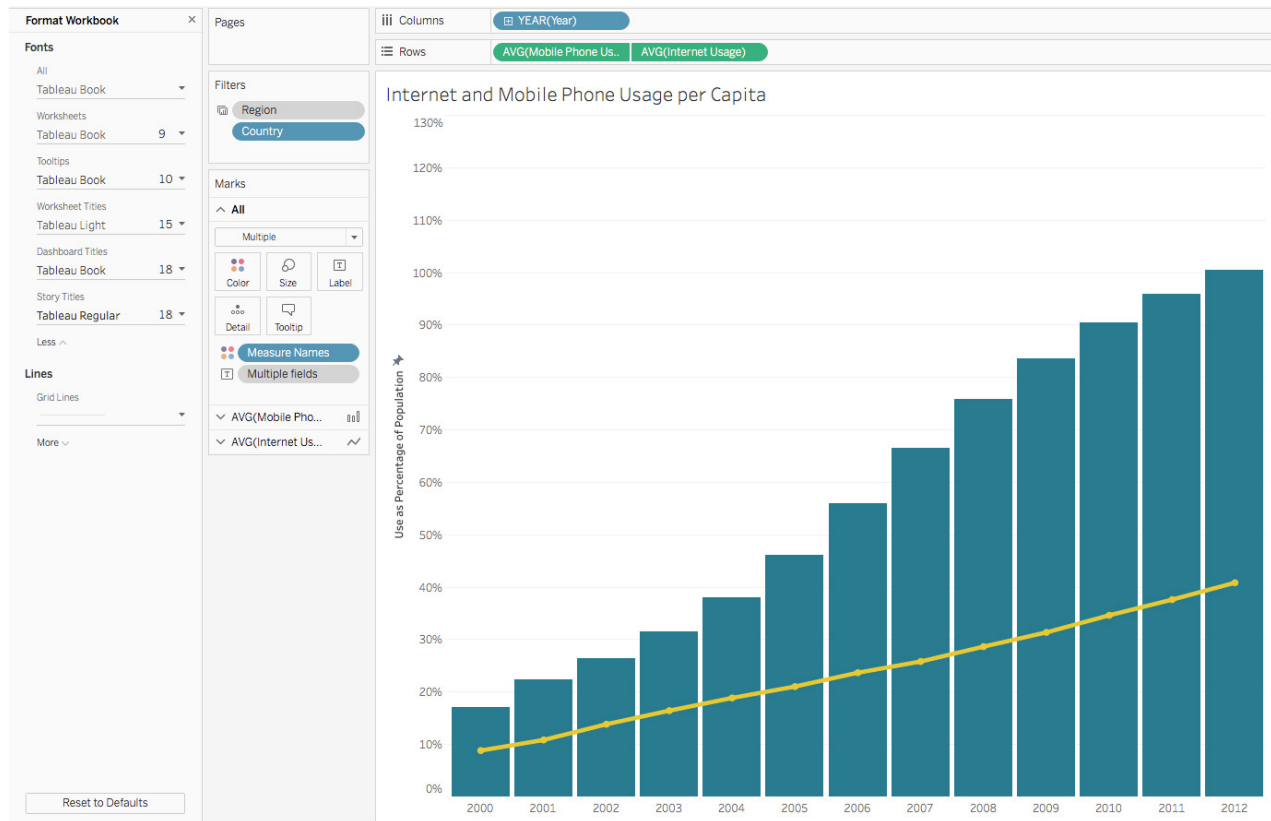 Format Workbook ×
Fonts
All
Tableau Book
Worksheets
Tableau Book 9
Tooltips
Tableau Book 10
Worksheet Titles
Tableau Light 15
Dashboard Titles
Tableau Book 18
Story Titles
Tableau Regular 18
Less
Lines
Grid Lines
More
Reset to Defaults
Pages
Filters
Region
Country
Marks
All
Multiple
Color Size Label
Detail Tooltip
Measure Names
Multiple fields
AVG(Mobile Pho...
AVG(Internet Us...
Columns YEAR(Year)
Rows AVG(Mobile Phone Us.. AVG(Internet Usage)
Internet and Mobile Phone Usage per Capita
130%
120%
110%
100%
90%
80%
70%
60%
50%
40%
30%
20%
10%
0%
Use as Percentage of Population
2000 2001 2002 2003 2004 2005 2006 2007 2008 2009 2010 2011 2012